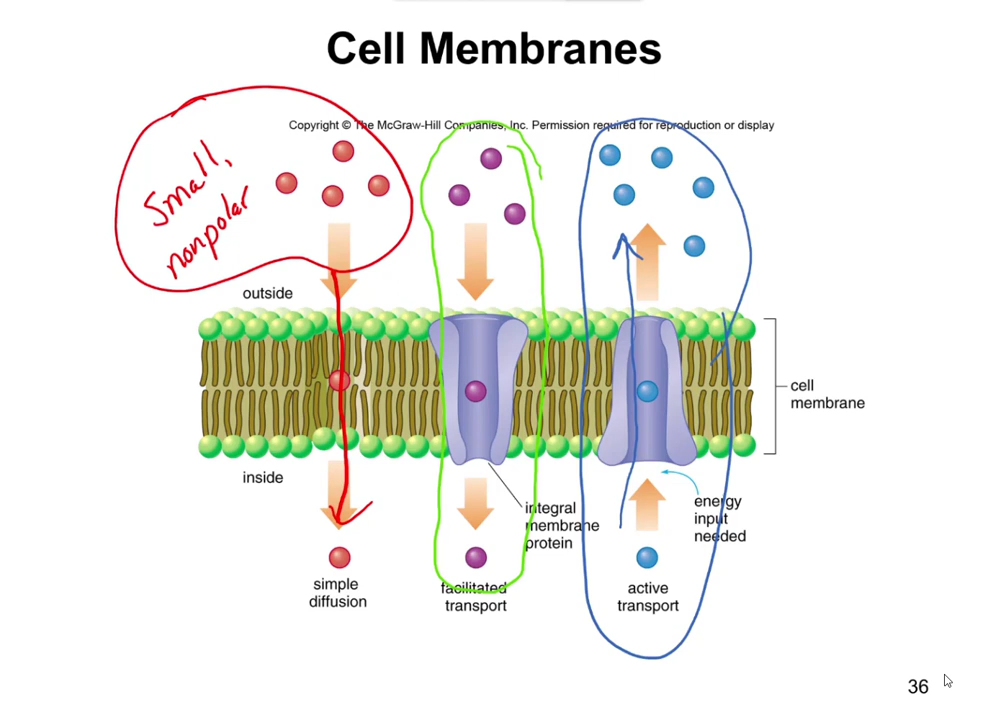 Cell Membranes
Copyright © The McGraw-Hill Companies, Inc. Permission required for reproduction or display
Small,
nonpolar
outside
cell
membrane
inside
integral
membrane
protein
energy
input
needed
simple
diffusion
facilitated
transport
active
transport
36